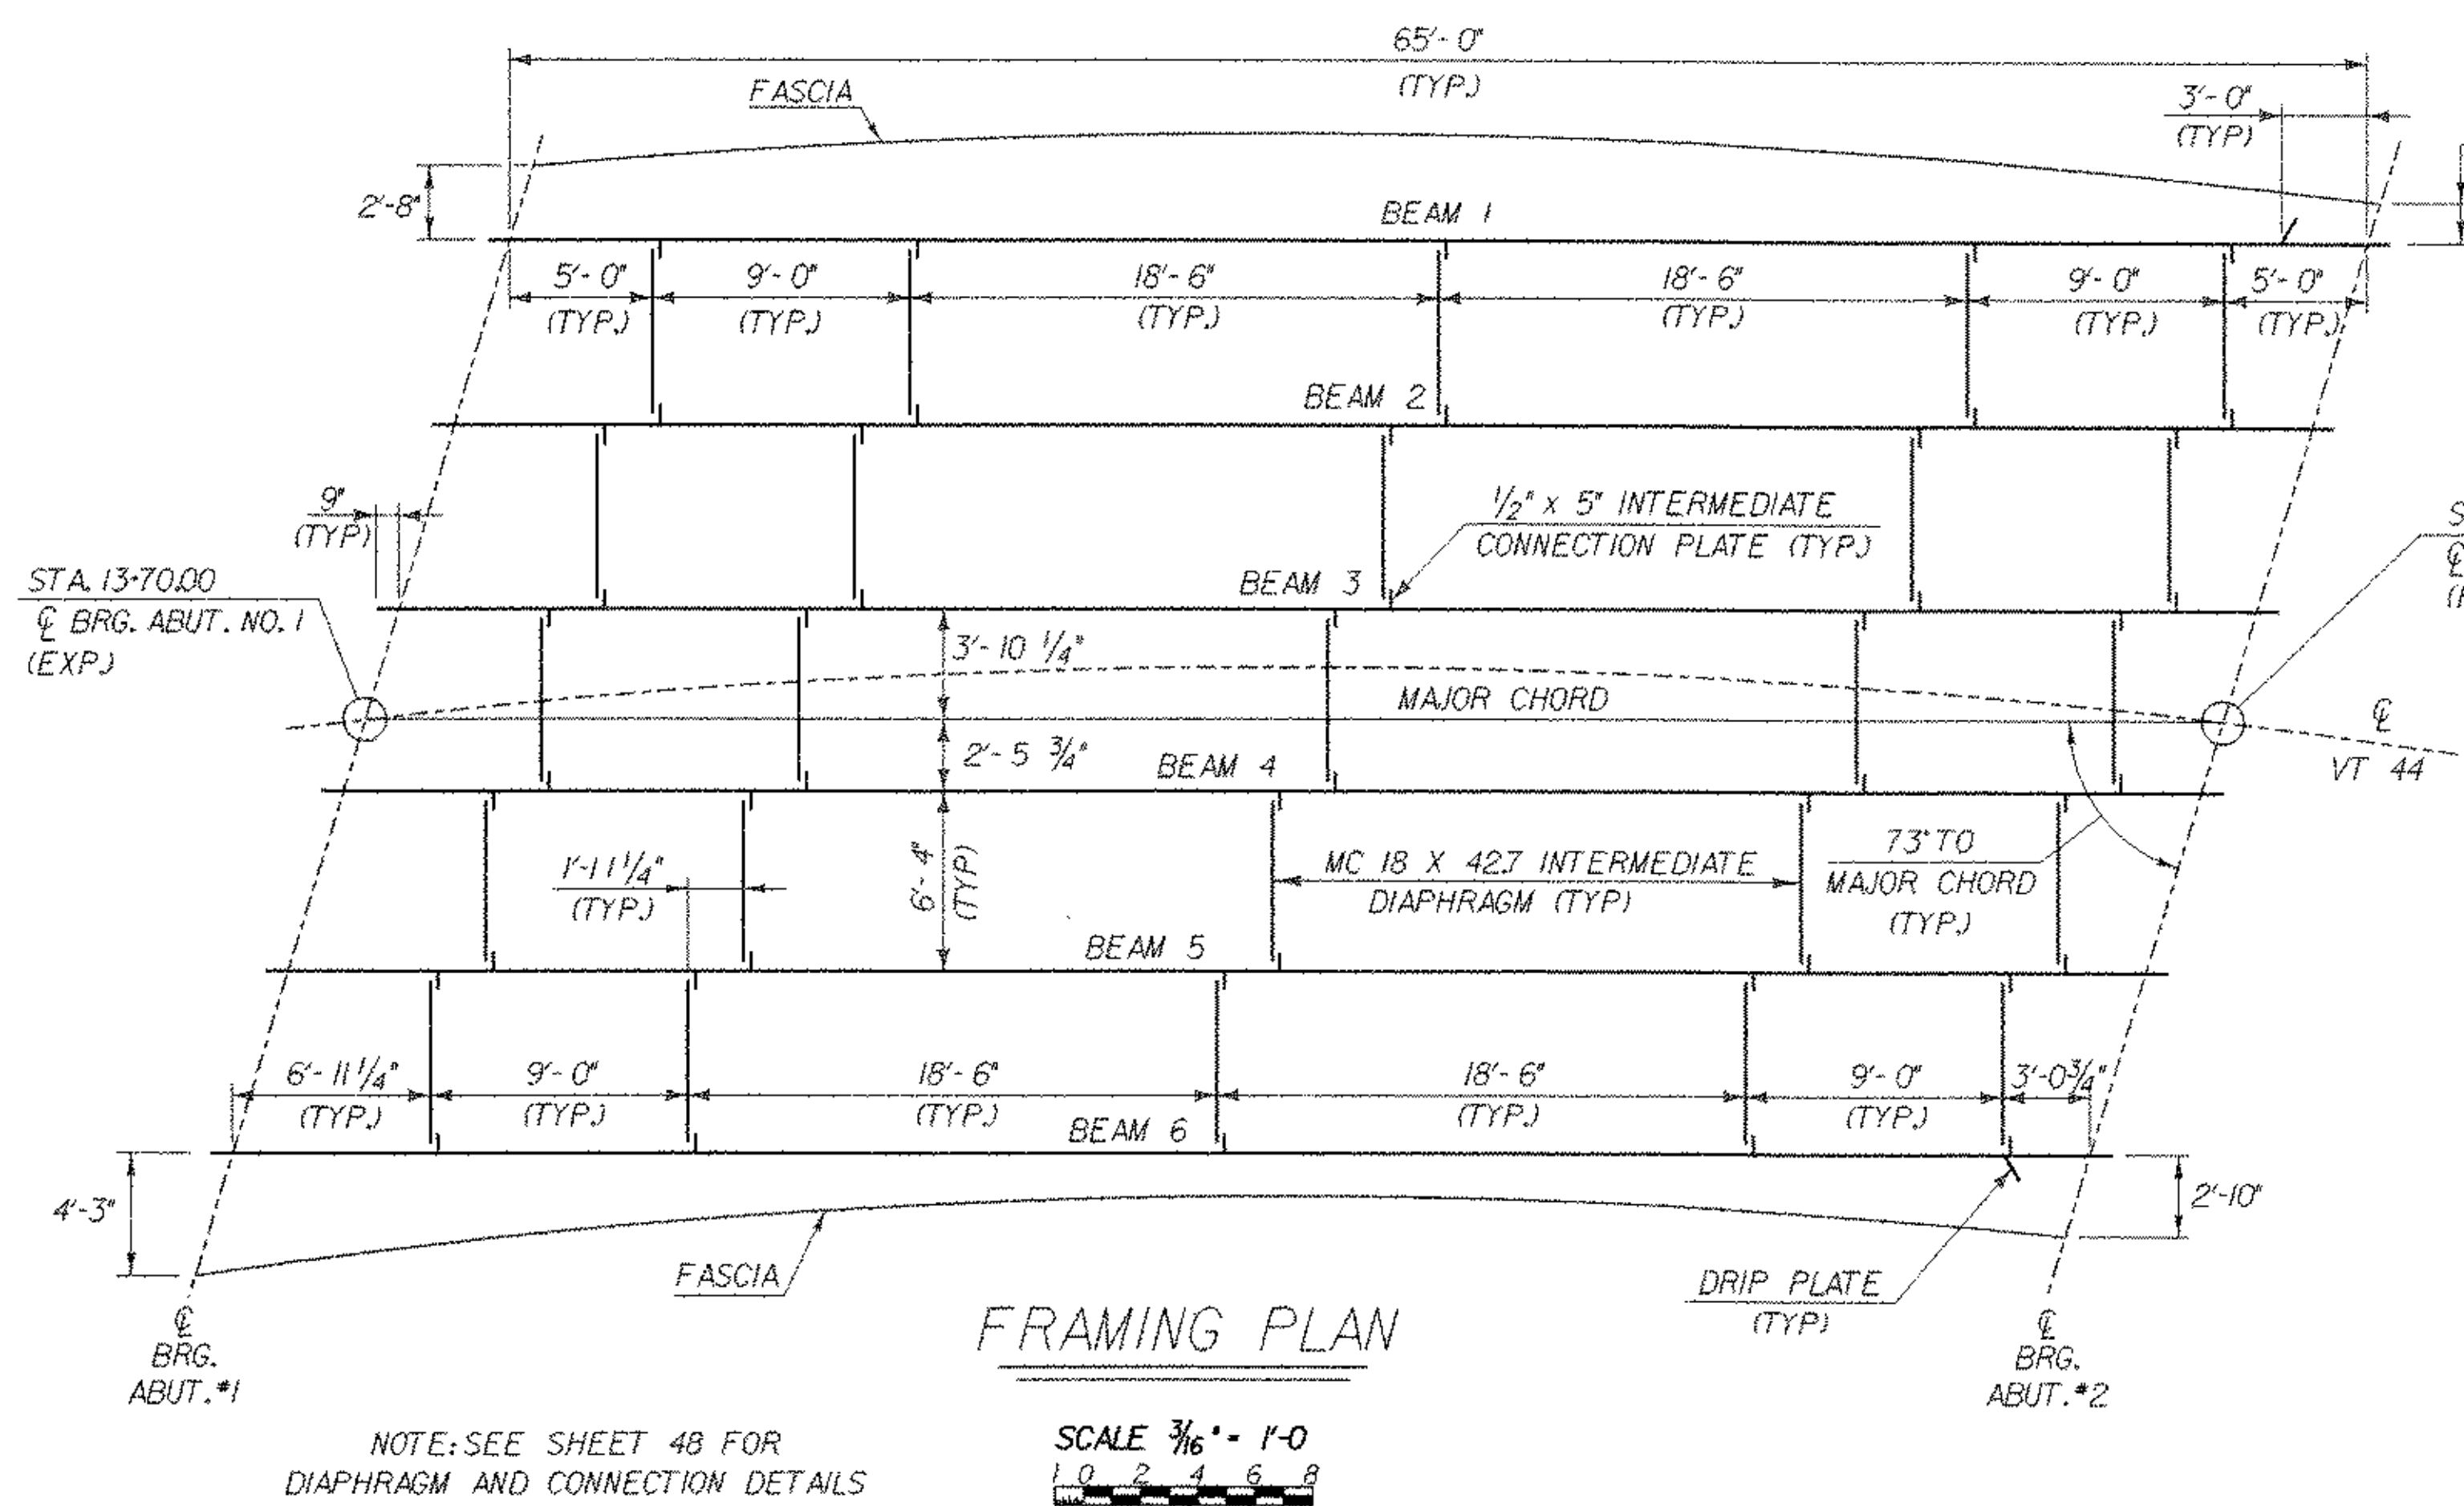 65'-0"
(TYP.)
FASCIA
3'-0"
(TYP)
2'-8"
BEAM 1
5'-0"
(TYP.)
9'-0"
(TYP.)
18'-6"
(TYP.)
18'-6"
(TYP.)
9'-0"
(TYP.)
5'-0"
(TYP.)
BEAM 2
9"
(TYP)
1/2" x 5" INTERMEDIATE
CONNECTION PLATE (TYP.)
BEAM 3
STA. 13+70.00
℄ BRG. ABUT. NO. 1
(EXP.)
3'-10 1/4"
MAJOR CHORD
2'-5 3/4"
BEAM 4
℄
VT 44
1'-11 1/4"
(TYP.)
6'-4"
(TYP)
MC 18 X 42.7 INTERMEDIATE
DIAPHRAGM (TYP)
73° TO
MAJOR CHORD
(TYP.)
BEAM 5
6'-11 1/4"
(TYP.)
9'-0"
(TYP.)
18'-6"
(TYP.)
18'-6"
(TYP.)
9'-0"
(TYP.)
3'-0 3/4"
BEAM 6
4'-3"
2'-10"
FASCIA
DRIP PLATE
(TYP)
℄
BRG.
ABUT. #1
FRAMING PLAN
℄
BRG.
ABUT. #2
NOTE: SEE SHEET 48 FOR
DIAPHRAGM AND CONNECTION DETAILS
SCALE 3/16" = 1'-0
1 0 2 4 6 8